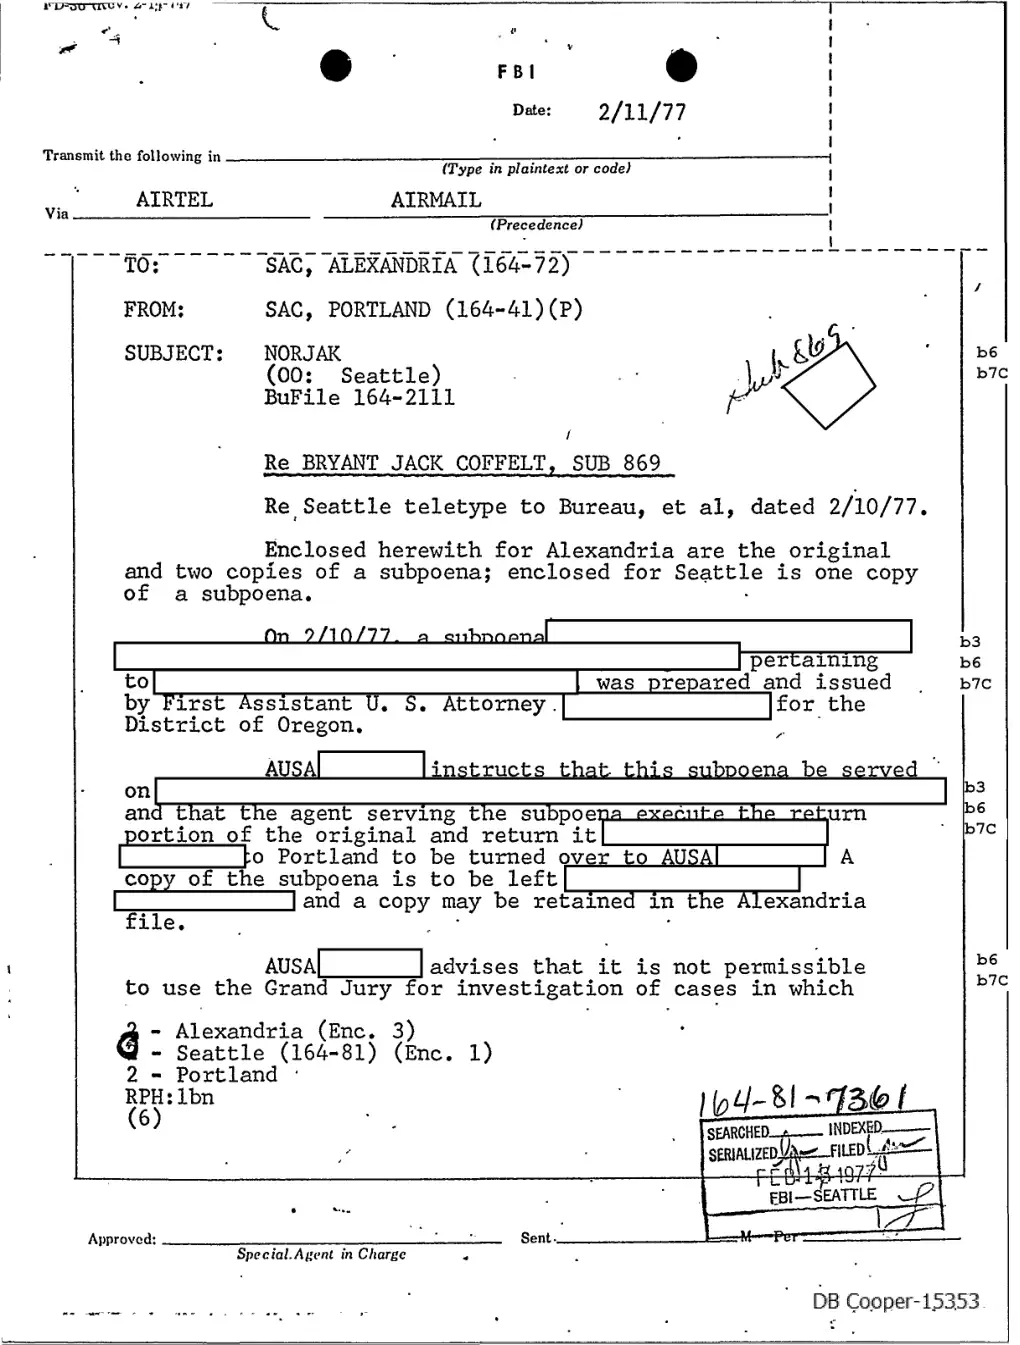 FD-36 (Rev. 2-14-74)
FBI
Date: 2/11/77
Transmit the following in
(Type in plaintext or code)
Via AIRTEL AIRMAIL
(Precedence)
TO: SAC, ALEXANDRIA (164-72)
FROM: SAC, PORTLAND (164-41)(P)
SUBJECT: NORJAK
(OO: Seattle)
BuFile 164-2111
Sub 869
b6
b7C
Re BRYANT JACK COFFELT, SUB 869
Re Seattle teletype to Bureau, et al, dated 2/10/77.
Enclosed herewith for Alexandria are the original
and two copies of a subpoena; enclosed for Seattle is one copy
of a subpoena.
On 2/10/77, a subpoena
pertaining
to was prepared and issued
by First Assistant U. S. Attorney for the
District of Oregon.
b3
b6
b7C
AUSA instructs that this subpoena be served
on
and that the agent serving the subpoena execute the return
portion of the original and return it
to Portland to be turned over to AUSA A
copy of the subpoena is to be left
and a copy may be retained in the Alexandria
file.
b3
b6
b7C
AUSA advises that it is not permissible
to use the Grand Jury for investigation of cases in which
b6
b7C
2 - Alexandria (Enc. 3)
- Seattle (164-81) (Enc. 1)
2 - Portland
RPH:lbn
(6)
164-81-7361
SEARCHED INDEXED
SERIALIZED FILED
FEB 1 1977
FBI—SEATTLE
Approved: Sent M Per
Special Agent in Charge
DB Cooper-15353